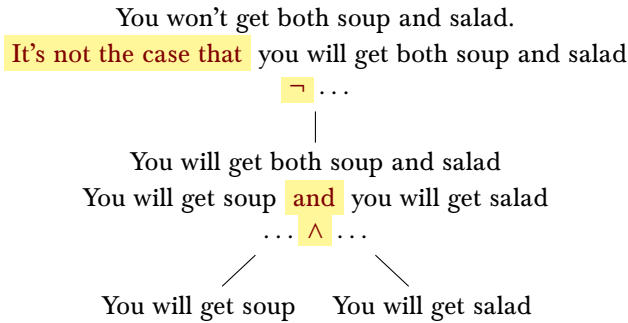 You won’t get both soup and salad.
It’s not the case that you will get both soup and salad
¬ . . .
You will get both soup and salad
You will get soup and you will get salad
. . . ∧ . . .
You will get soup You will get salad